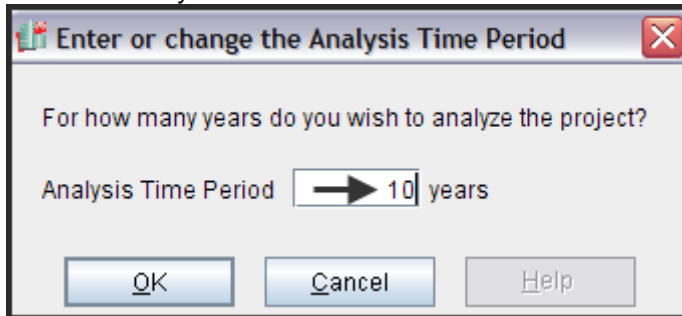 Enter or change the Analysis Time Period
For how many years do you wish to analyze the project?
Analysis Time Period 10 years
OK Cancel Help